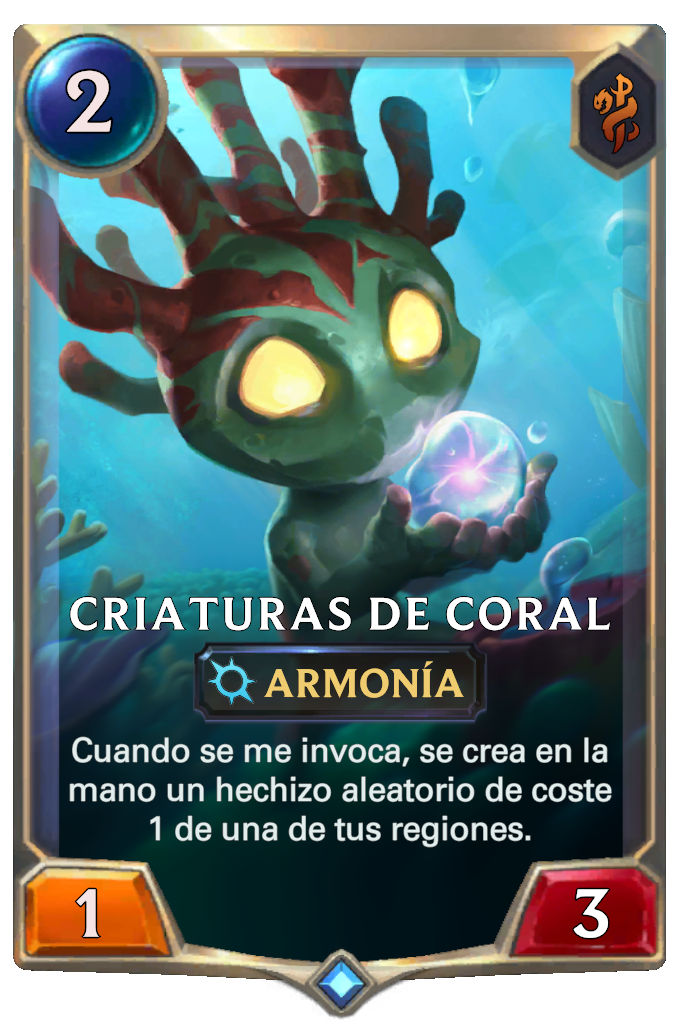 2
CRIATURAS DE CORAL
ARMONÍA
Cuando se me invoca, se crea en la
mano un hechizo aleatorio de coste
1 de una de tus regiones.
1
3